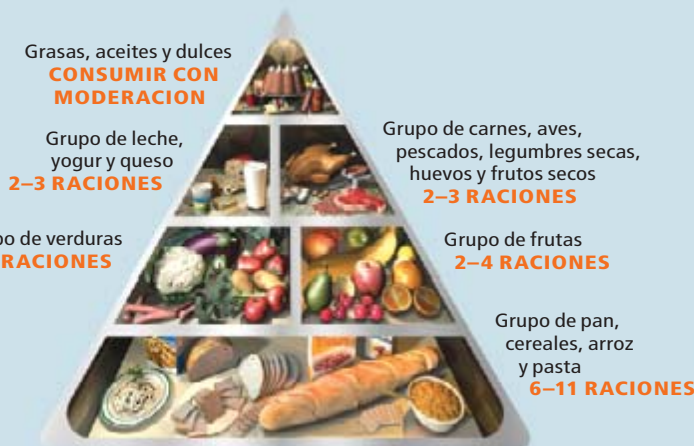 Grasas, aceites y dulces
CONSUMIR CON
MODERACION
Grupo de leche,
yogur y queso
2–3 RACIONES
Grupo de carnes, aves,
pescados, legumbres secas,
huevos y frutos secos
2–3 RACIONES
de verduras
RACIONES
Grupo de frutas
2–4 RACIONES
Grupo de pan,
cereales, arroz
y pasta
6–11 RACIONES